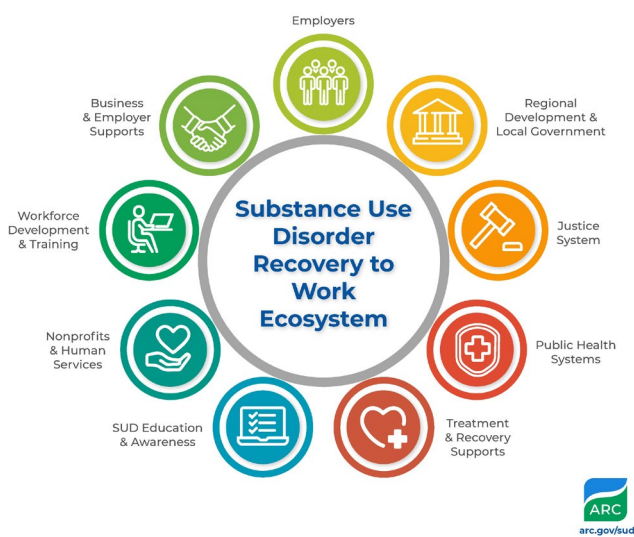 Employers
Regional
Development &
Local Government
Justice
System
Public Health
Systems
Treatment
& Recovery
Supports
SUD Education
& Awareness
Nonprofits
& Human
Services
Workforce
Development
& Training
Business
& Employer
Supports
Substance Use
Disorder
Recovery to
Work
Ecosystem
ARC
arc.gov/sud